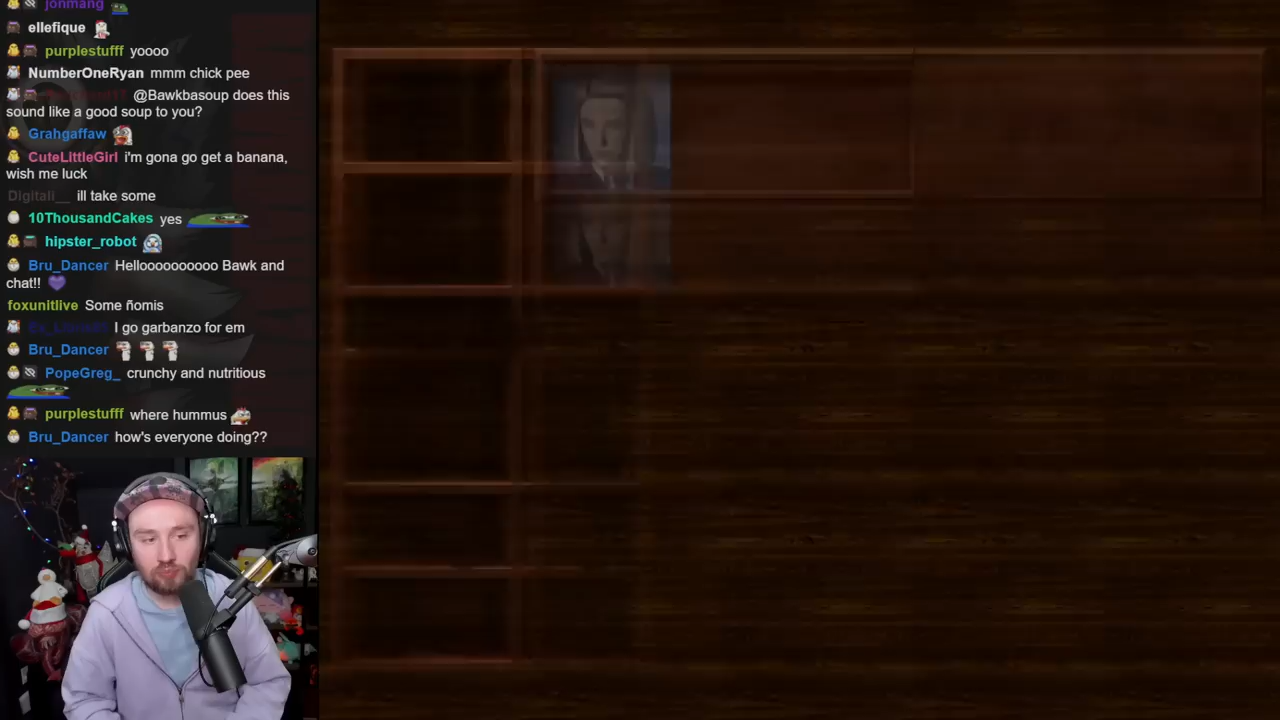 jonmang
ellefique
purplestufff yoooo
NumberOneRyan mmm chick pee
@Bawkbasoup does this
sound like a good soup to you?
Grahgaffaw
CuteLittleGirl i'm gona go get a banana,
wish me luck
Digitali__ ill take some
10ThousandCakes yes
hipster_robot
Bru_Dancer Helloooooooooo Bawk and
chat!!
foxunitlive Some ñomis
I go garbanzo for em
Bru_Dancer
PopeGreg_ crunchy and nutritious
purplestufff where hummus
Bru_Dancer how's everyone doing??